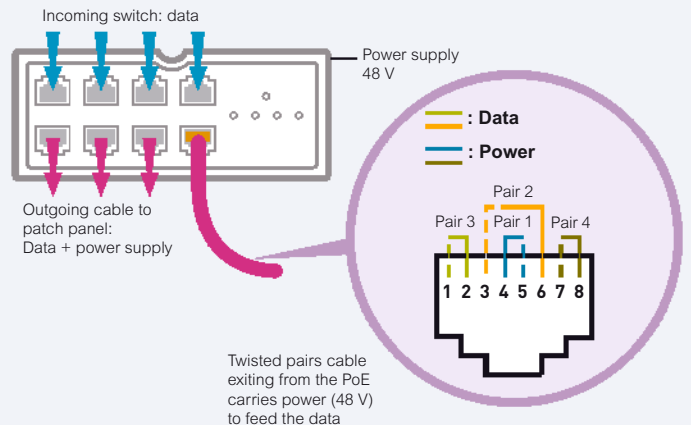 Incoming switch: data
Power supply
48 V
: Data
: Power
Pair 2
Pair 3 Pair 1 Pair 4
1 2 3 4 5 6 7 8
Outgoing cable to
patch panel:
Data + power supply
Twisted pairs cable
exiting from the PoE
carries power (48 V)
to feed the data